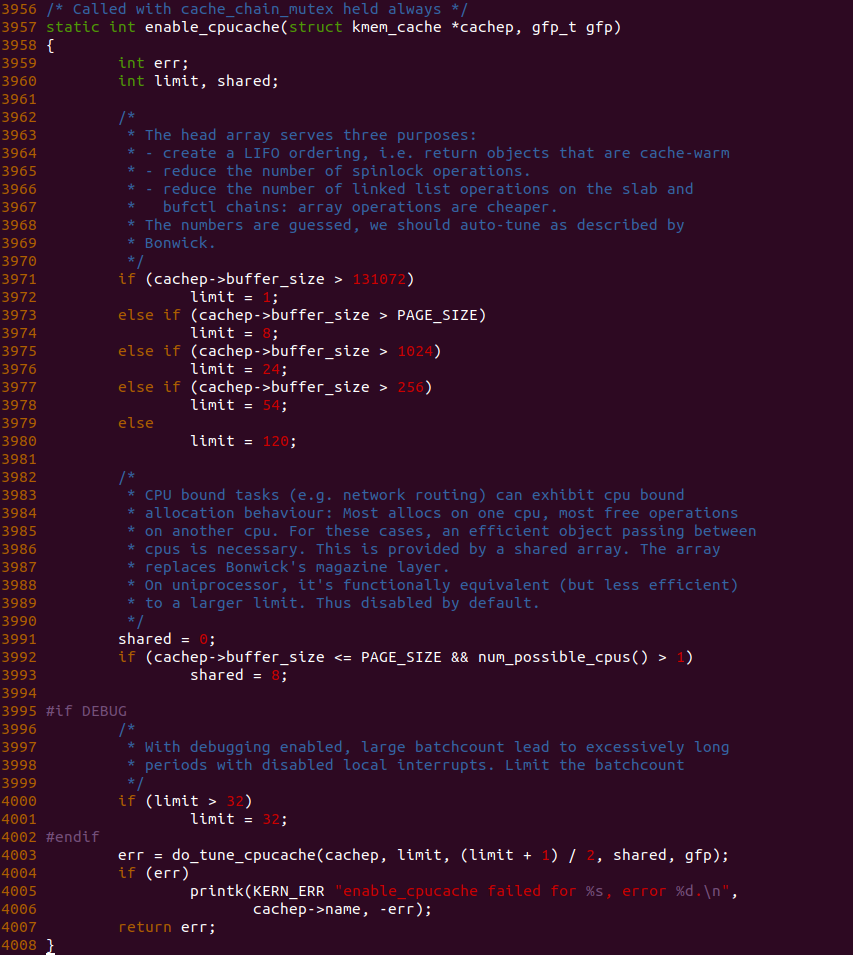 3956 /* Called with cache_chain_mutex held always */
3957 static int enable_cpucache(struct kmem_cache *cachep, gfp_t gfp)
3958 {
3959         int err;
3960         int limit, shared;
3961
3962         /*
3963          * The head array serves three purposes:
3964          * - create a LIFO ordering, i.e. return objects that are cache-warm
3965          * - reduce the number of spinlock operations.
3966          * - reduce the number of linked list operations on the slab and
3967          *   bufctl chains: array operations are cheaper.
3968          * The numbers are guessed, we should auto-tune as described by
3969          * Bonwick.
3970          */
3971         if (cachep->buffer_size > 131072)
3972                 limit = 1;
3973         else if (cachep->buffer_size > PAGE_SIZE)
3974                 limit = 8;
3975         else if (cachep->buffer_size > 1024)
3976                 limit = 24;
3977         else if (cachep->buffer_size > 256)
3978                 limit = 54;
3979         else
3980                 limit = 120;
3981
3982         /*
3983          * CPU bound tasks (e.g. network routing) can exhibit cpu bound
3984          * allocation behaviour: Most allocs on one cpu, most free operations
3985          * on another cpu. For these cases, an efficient object passing between
3986          * cpus is necessary. This is provided by a shared array. The array
3987          * replaces Bonwick's magazine layer.
3988          * On uniprocessor, it's functionally equivalent (but less efficient)
3989          * to a larger limit. Thus disabled by default.
3990          */
3991         shared = 0;
3992         if (cachep->buffer_size <= PAGE_SIZE && num_possible_cpus() > 1)
3993                 shared = 8;
3994
3995 #if DEBUG
3996         /*
3997          * With debugging enabled, large batchcount lead to excessively long
3998          * periods with disabled local interrupts. Limit the batchcount
3999          */
4000         if (limit > 32)
4001                 limit = 32;
4002 #endif
4003         err = do_tune_cpucache(cachep, limit, (limit + 1) / 2, shared, gfp);
4004         if (err)
4005                 printk(KERN_ERR "enable_cpucache failed for %s, error %d.\n",
4006                        cachep->name, -err);
4007         return err;
4008 }